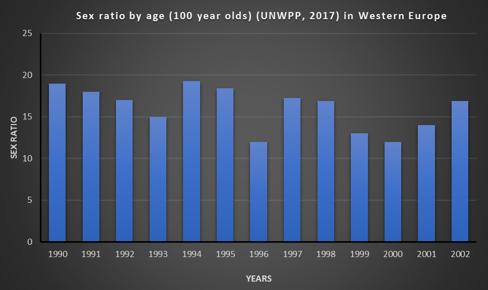 Sex ratio by age (100 year olds) (UNWPP, 2017) in Western Europe
25
20
15
10
5
0
SEX RATIO
1990 1991 1992 1993 1994 1995 1996 1997 1998 1999 2000 2001 2002
YEARS